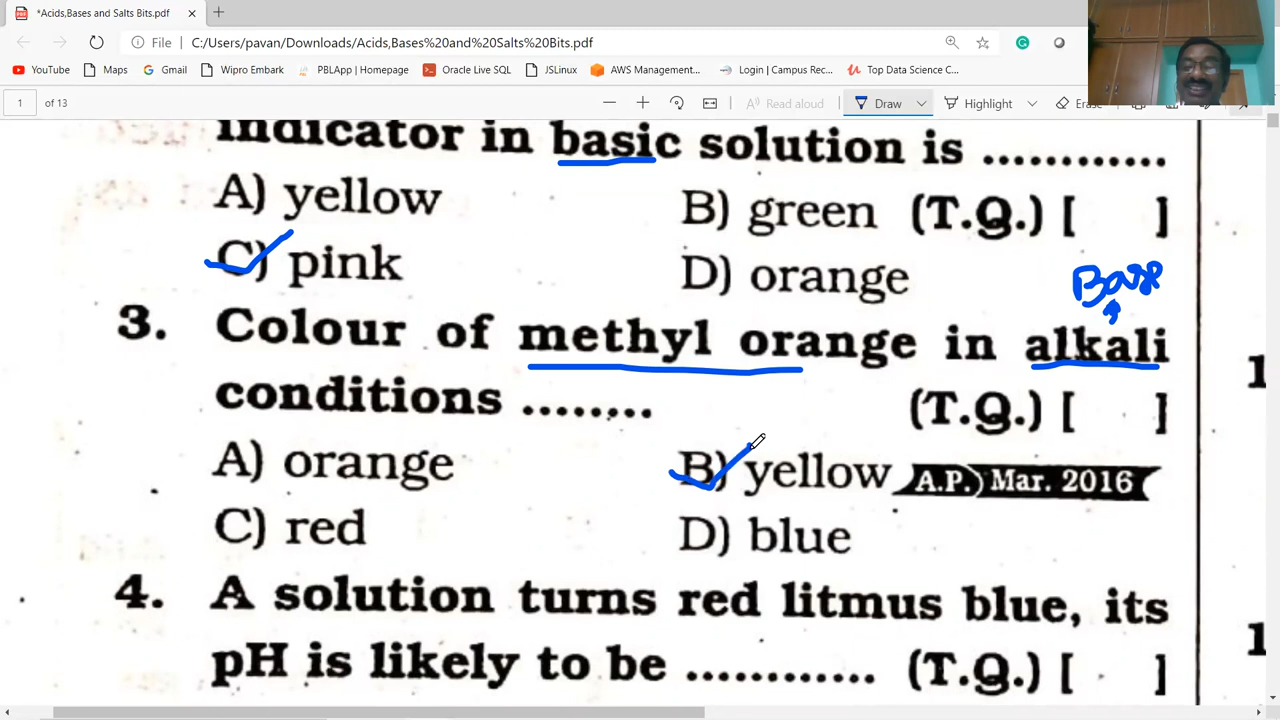 *Acids,Bases and Salts Bits.pdf
File C:/Users/pavan/Downloads/Acids,Bases%20and%20Salts%20Bits.pdf
YouTube Maps Gmail Wipro Embark PBLApp | Homepage Oracle Live SQL JSLinux AWS Management... Login | Campus Rec... Top Data Science C...
1 of 13 Read aloud Draw Highlight Erase
indicator in basic solution is ............
A) yellow B) green (T.Q.) [ ]
C) pink D) orange
Base
3. Colour of methyl orange in alkali
conditions ........ (T.Q.) [ ]
A) orange B) yellow A.P. Mar. 2016
C) red D) blue
4. A solution turns red litmus blue, its
pH is likely to be ............ (T.Q.) [ ]
1
1